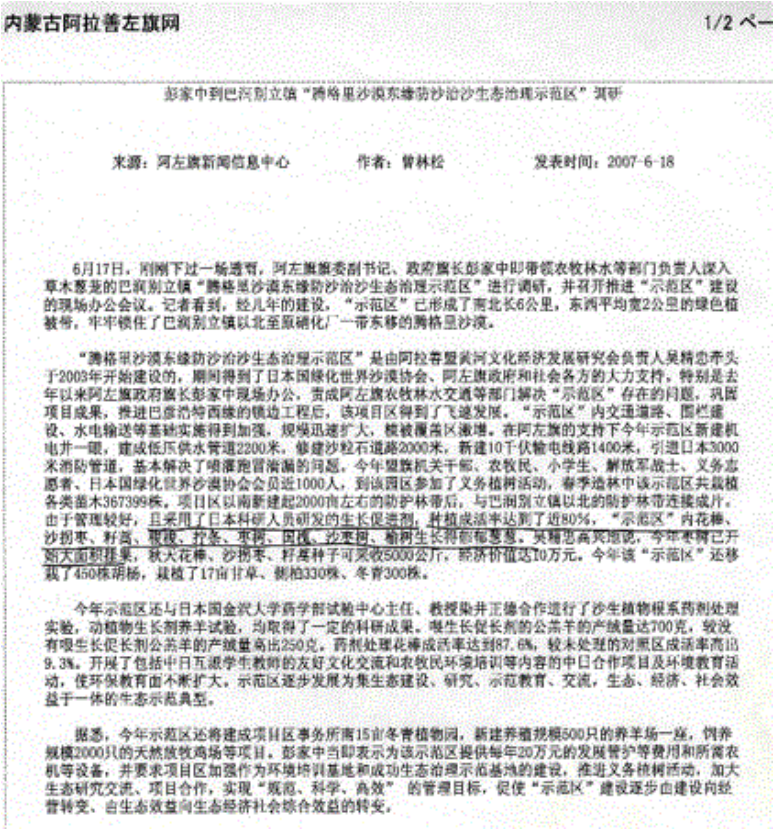 内蒙古阿拉善左旗网
1/2 ペー
彭家中到巴润别立镇“腾格里沙漠东缘防沙治沙生态治理示范区”调研
来源：阿左旗新闻信息中心 作者：曾林松 发表时间：2007-6-18
6月17日，刚刚下过一场透雨，阿左旗旗委副书记、政府旗长彭家中即带领农牧林水等部门负责人深入
草木葱茏的巴润别立镇“腾格里沙漠东缘防沙治沙生态治理示范区”进行调研，并召开推进“示范区”建设
的现场办公会议。记者看到，经几年的建设，“示范区”已形成了南北长6公里，东西平均宽2公里的绿色植
被带，牢牢锁住了巴润别立镇以北至原硝化厂一带东移的腾格里沙漠。
“腾格里沙漠东缘防沙治沙生态治理示范区”是由阿拉善盟黄河文化经济发展研究会负责人吴精忠牵头
于2003年开始建设的，期间得到了日本国绿化世界沙漠协会、阿左旗政府和社会各方的大力支持，特别是去
年以来阿左旗政府旗长彭家中现场办公，责成阿左旗农牧林水交通等部门解决“示范区”存在的问题，巩固
项目成果，推进巴彦浩特西缘的锁边工程后，该项目区得到了飞速发展。“示范区”内交通道路、围栏建
设、水电输送等基础实施得到加强，规模迅速扩大，植被覆盖区激增。在阿左旗的支持下今年示范区新建机
电井一眼，建成低压供水管道2200米，修建沙砾石道路2000米，新建10千伏输电线路1400米，引进日本3000
米消防管道，基本解决了喷灌跑冒滴漏的问题。今年盟旗机关干部、农牧民、小学生、解放军战士、义务志
愿者、日本国绿化世界沙漠协会会员近1000人，到该园区参加了义务植树活动，春季造林中该示范区共栽植
各类苗木367399株。项目区以南新建起2000亩左右的防护林带后，与巴润别立镇以北的防护林带连接成片。
由于管理较好，且采用了日本科研人员研发的生长促进剂，种植成活率达到了近80%，“示范区”内花棒、
沙拐枣、籽蒿、梭梭、柠条、枣树、国槐、沙枣树、榆树生长得郁郁葱葱。吴精忠高兴地说，今年枣树已开
始大面积挂果，秋天花棒、沙拐枣、籽蒿种子可采收5000公斤，经济价值达10万元。今年该“示范区”还移
栽了450株胡杨，栽植了17亩甘草、侧柏330株、冬青300株。
今年示范区还与日本国金沢大学药学部试验中心主任、教授染井正德合作进行了沙生植物根系药剂处理
实验，动植物生长剂养羊试验，均取得了一定的科研成果。喂生长促长剂的公羔羊的产绒量达700克，较没
有喂生长促长剂公羔羊的产绒量高出250克。药剂处理花棒成活率达到87.6%，较未处理的对照区成活率高出
9.3%。开展了包括中日互派学生教师的友好文化交流和农牧民环境培训等内容的中日合作项目及环境教育活
动，使环保教育面不断扩大。示范区逐步发展为集生态建设、研究、示范教育、交流，生态、经济、社会效
益于一体的生态示范典型。
据悉，今年示范区还将建成项目区事务所南15亩冬青植物园，新建养殖规模500只的养羊场一座，饲养
规模2000只的天然放牧鸡场等项目。彭家中当即表示为该示范区提供每年20万元的发展管护等费用和所需农
机等设备，并要求项目区加强作为环境培训基地和成功生态治理示范基地的建设，推进义务植树活动，加大
生态研究交流、项目合作，实现“规范、科学、高效” 的管理目标，促使“示范区”建设逐步由建设向经
营转变、由生态效益向生态经济社会综合效益的转变。